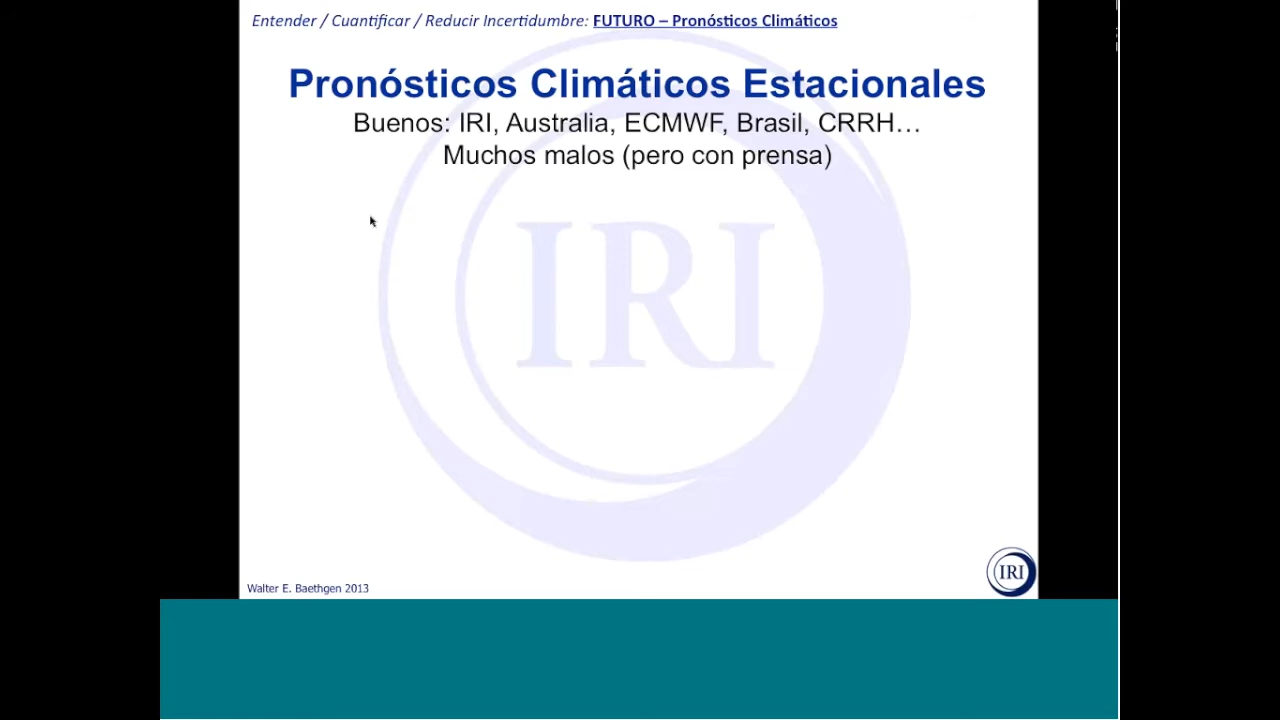 Entender / Cuantificar / Reducir Incertidumbre: FUTURO – Pronósticos Climáticos
Pronósticos Climáticos Estacionales
Buenos: IRI, Australia, ECMWF, Brasil, CRRH…
Muchos malos (pero con prensa)
IRI
Walter E. Baethgen 2013
IRI